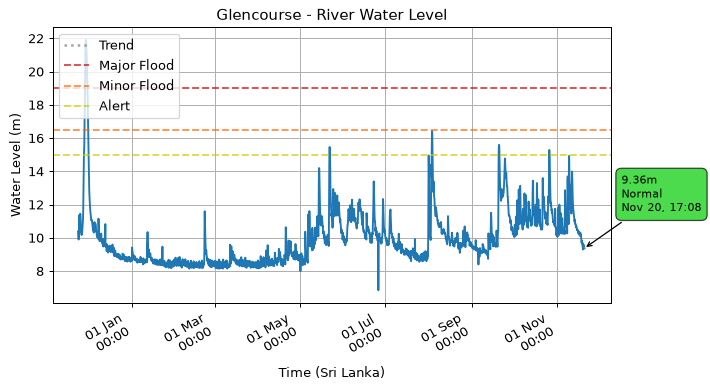 Glencourse - River Water Level
Trend
Major Flood
Minor Flood
Alert
Water Level (m)
22
20
18
16
14
12
10
8
9.36m
Normal
Nov 20, 17:08
01 Jan
00:00
01 Mar
00:00
01 May
00:00
01 Jul
00:00
01 Sep
00:00
01 Nov
00:00
Time (Sri Lanka)